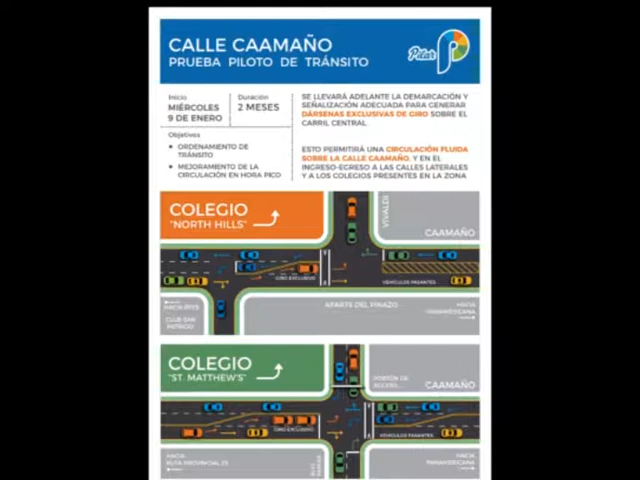 CALLE CAAMAÑO
PRUEBA PILOTO DE TRÁNSITO
Pilar
Inicio
MIÉRCOLES
9 DE ENERO
Duración
2 MESES
Objetivos
ORDENAMIENTO DE
TRÁNSITO
MEJORAMIENTO DE LA
CIRCULACIÓN EN HORA PICO
SE LLEVARÁ ADELANTE LA DEMARCACIÓN Y
SEÑALIZACIÓN ADECUADA PARA GENERAR
DÁRSENAS EXCLUSIVAS DE GIRO SOBRE EL
CARRIL CENTRAL
ESTO PERMITIRÁ UNA CIRCULACIÓN FLUIDA
SOBRE LA CALLE CAAMAÑO, Y EN EL
INGRESO-EGRESO A LAS CALLES LATERALES
Y A LOS COLEGIOS PRESENTES EN LA ZONA
COLEGIO
"NORTH HILLS"
VIVALDI
CAAMAÑO
GIRO EXCLUSIVO
VEHICULOS PASANTES
CLUB SAN
APARTE DEL PINAZO
HACIA
PANAMERICANA
COLEGIO
"ST. MATTHEW'S"
CAAMAÑO
GIRO EXCLUSIVO
VEHICULOS PASANTES
HACIA
HACIA
PANAMERICANA